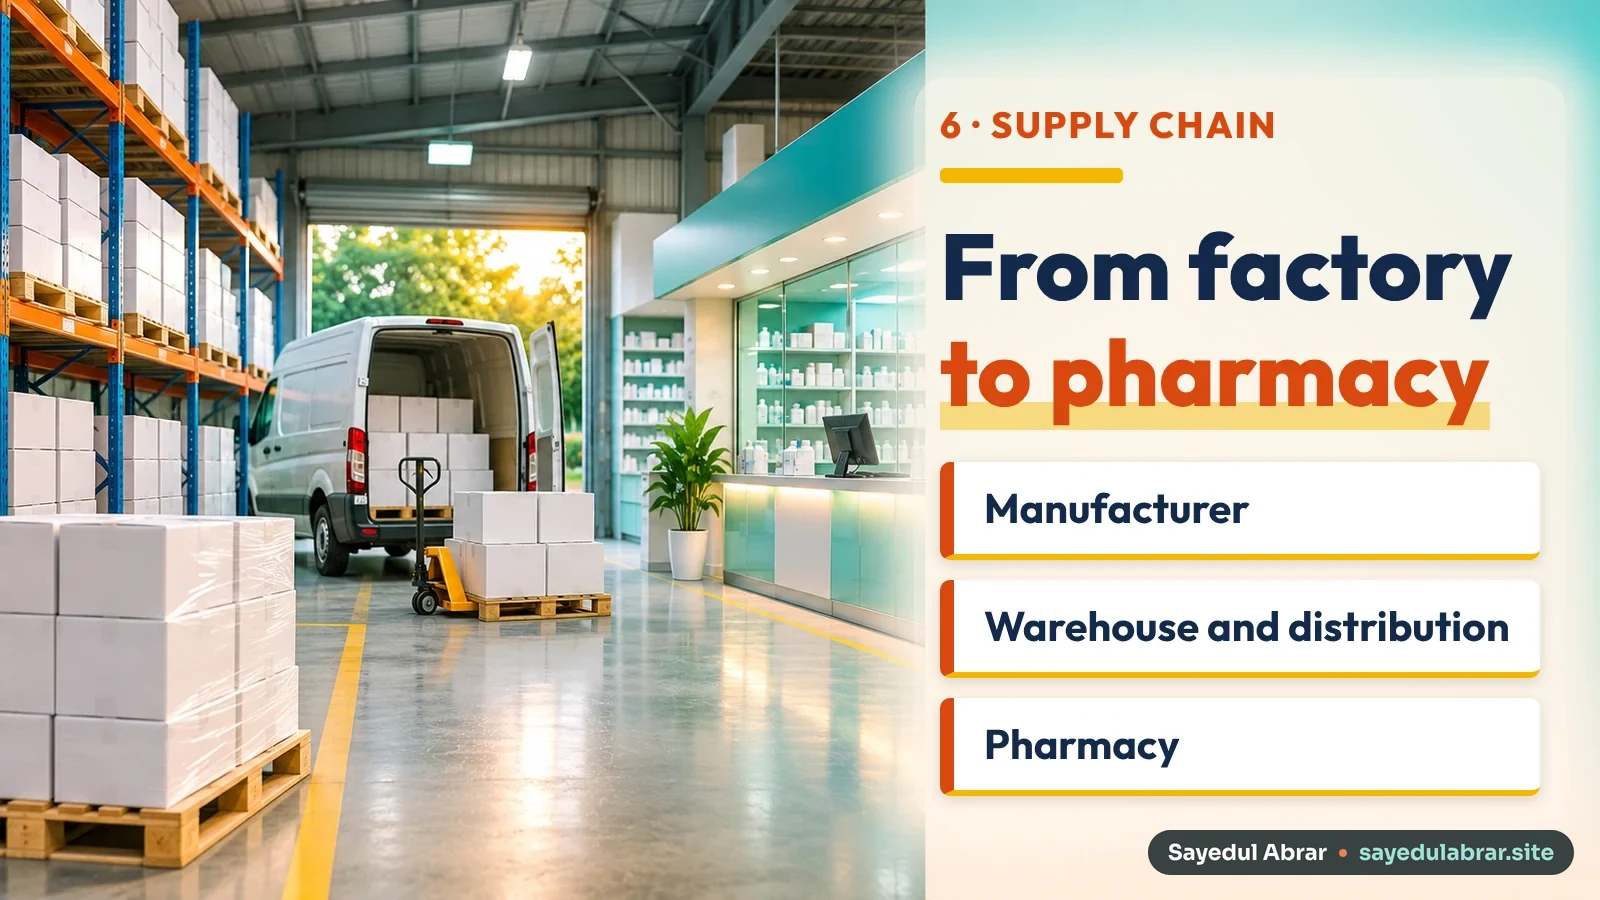 6 · SUPPLY CHAIN
From factory
to pharmacy
Manufacturer
Warehouse and distribution
Pharmacy
Sayedul Abrar • sayedulabrar.site